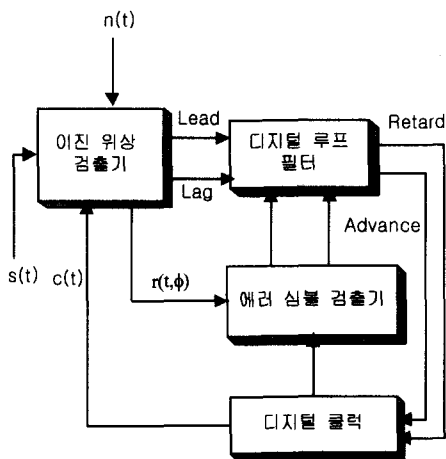 n(t)
Lead
Retard
이진 위상
검출기
디지털 루프
필터
Lag
Advance
s(t)
c(t)
r(t,ϕ)
에러 심볼 검출기
디지털 클럭